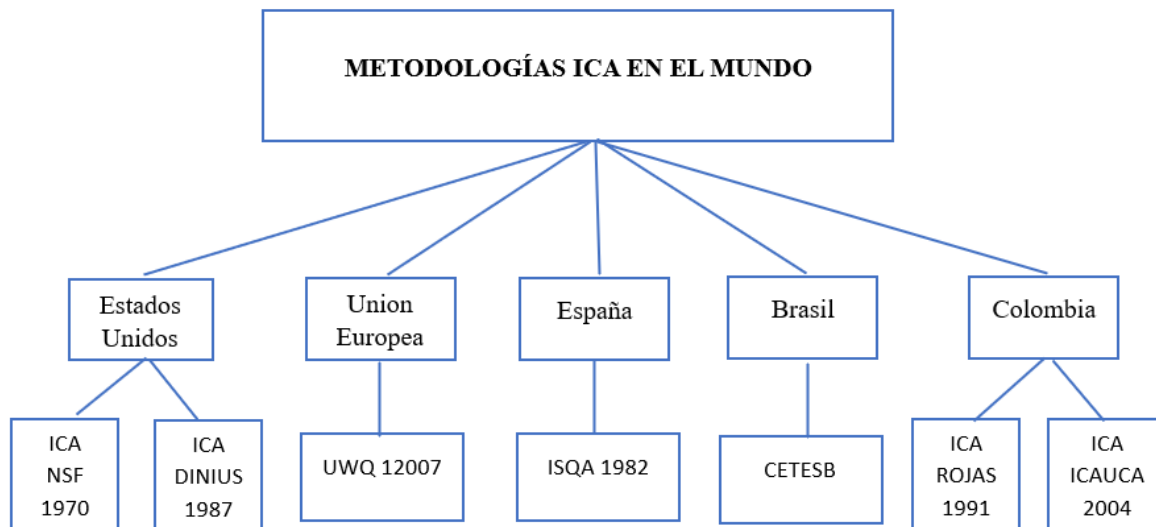 METODOLOGÍAS ICA EN EL MUNDO
Estados
Unidos
Union
Europea
España
Brasil
Colombia
ICA
NSF
1970
ICA
DINIUS
1987
UWQ 12007
ISQA 1982
CETESB
ICA
ROJAS
1991
ICA
ICAUCA
2004